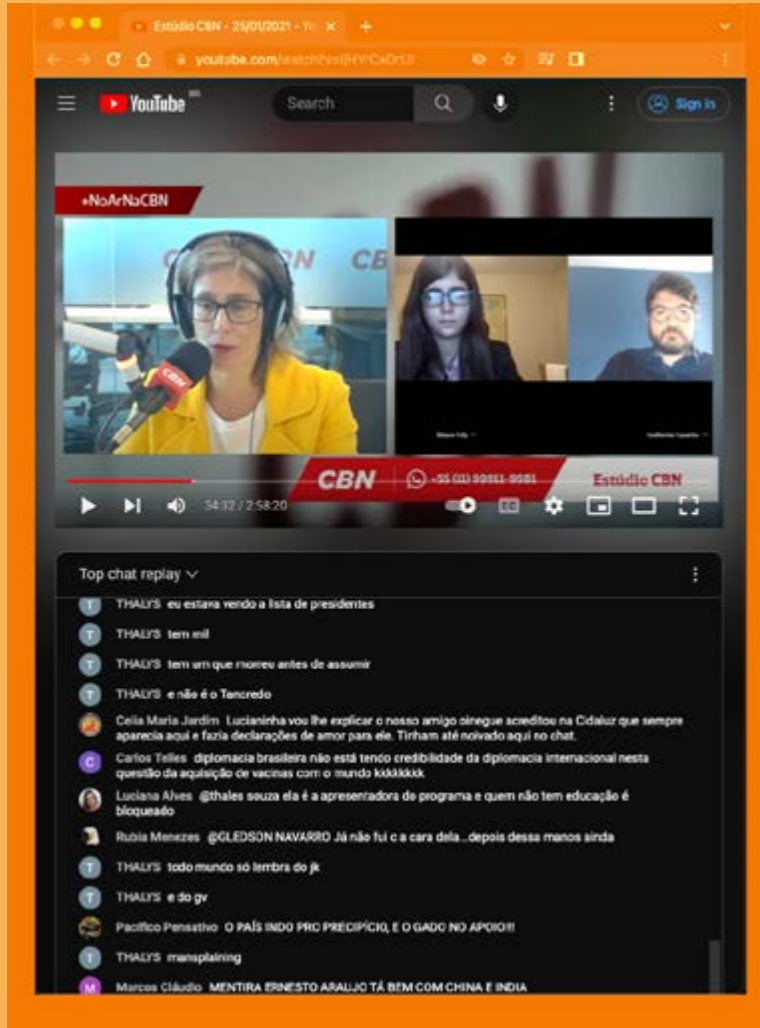 Estúdio CBN - 25/01/2021 - Yo
youtube.com
YouTube
Search
Sign in
+NoArNaCBN
CBN
CBN
CBN +55 (11) 99911-9981 Estúdio CBN
34:32 / 2:58:20
Top chat replay
THALYS eu estava vendo a lista de presidentes
THALYS tem mil
THALYS tem um que morreu antes de assumir
THALYS e não é o Tancredo
Celia Maria Jardim Lucianinha vou lhe explicar o nosso amigo acreditou na Cidaluz que sempre
aparecia aqui e fazia declarações de amor para ele. Tinham até noivado aqui no chat.
Carlos Telles diplomacia brasileira não está tendo credibilidade da diplomacia internacional nesta
questão da aquisição de vacinas com o mundo kkkkkkkk
Luciana Alves @thales souza ela é a apresentadora do programa e quem não tem educação é
bloqueado
Rubia Menezes @GLEDSON NAVARRO Já não fui c a cara dela...depois dessa manos ainda
THALYS todo mundo só lembra do jk
THALYS e do gv
Pacífico Pensativo O PAÍS INDO PRO PRECIPÍCIO, E O GADO NO APOIO!!!
THALYS mansplaining
Marcos Cláudio MENTIRA ERNESTO ARAUJO TÁ BEM COM CHINA E INDIA